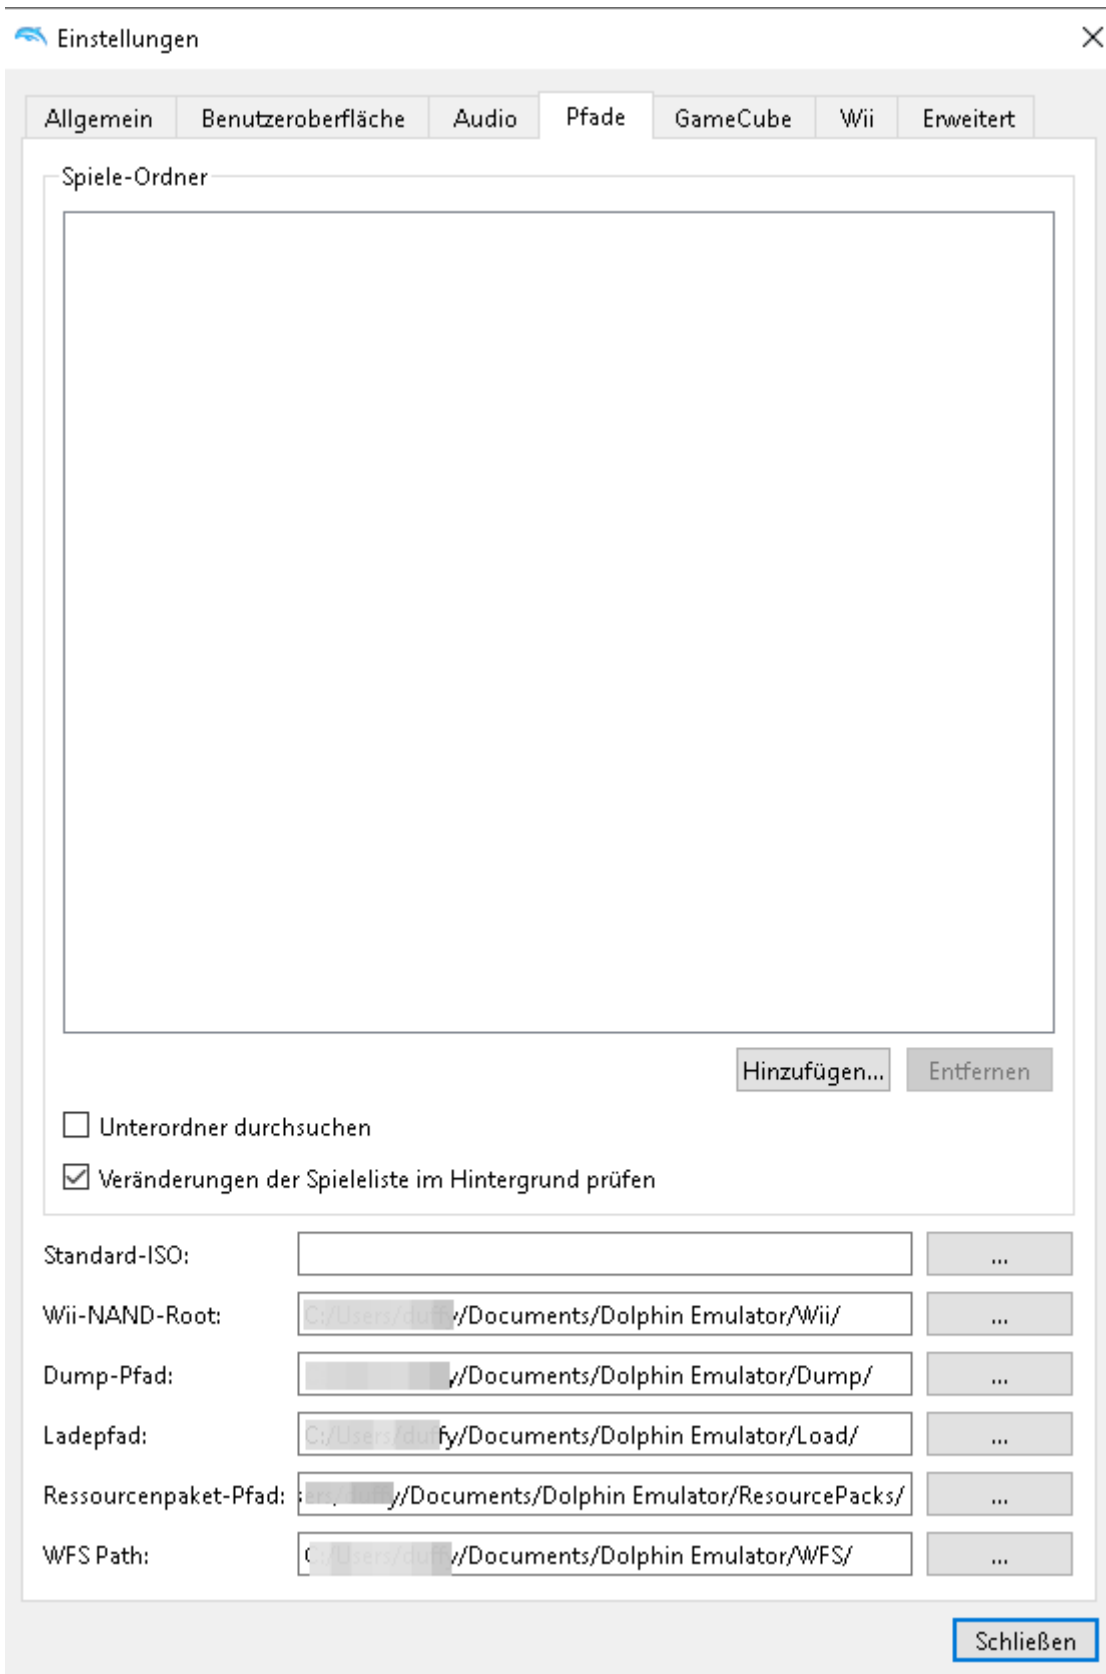 Einstellungen
Allgemein Benutzeroberfläche Audio Pfade GameCube Wii Erweitert
Spiele-Ordner
Hinzufügen... Entfernen
Unterordner durchsuchen
Veränderungen der Spieleliste im Hintergrund prüfen
Standard-ISO: ...
Wii-NAND-Root: /Documents/Dolphin Emulator/Wii/ ...
Dump-Pfad: /Documents/Dolphin Emulator/Dump/ ...
Ladepfad: /Documents/Dolphin Emulator/Load/ ...
Ressourcenpaket-Pfad: /Documents/Dolphin Emulator/ResourcePacks/ ...
WFS Path: /Documents/Dolphin Emulator/WFS/ ...
Schließen